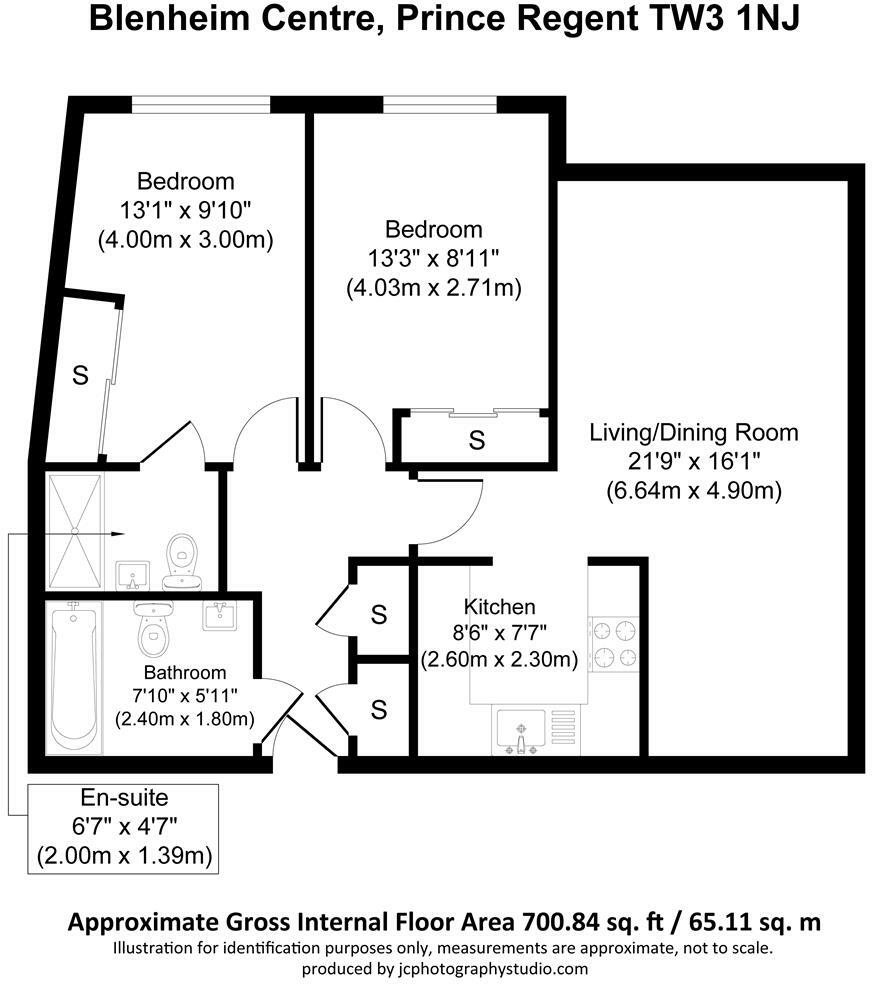 Blenheim Centre, Prince Regent TW3 1NJ
Bedroom
13'1" x 9'10"
(4.00m x 3.00m)
Bedroom
13'3" x 8'11"
(4.03m x 2.71m)
S
S
Living/Dining Room
21'9" x 16'1"
(6.64m x 4.90m)
S
Kitchen
8'6" x 7'7"
(2.60m x 2.30m)
Bathroom
7'10" x 5'11"
(2.40m x 1.80m)
S
En-suite
6'7" x 4'7"
(2.00m x 1.39m)
Approximate Gross Internal Floor Area 700.84 sq. ft / 65.11 sq. m
Illustration for identification purposes only, measurements are approximate, not to scale.
produced by jcphotographystudio.com